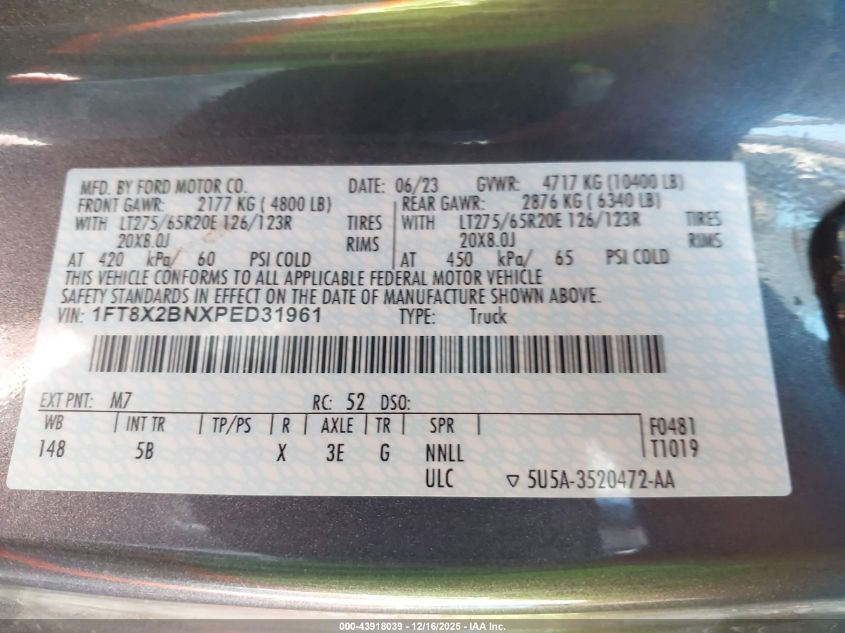 MFD. BY FORD MOTOR CO. DATE: 06/23 GVWR: 4717 KG (10400 LB)
FRONT GAWR: 2177 KG ( 4800 LB) REAR GAWR: 2876 KG ( 6340 LB)
WITH LT275/65R20E 126/123R TIRES WITH LT275/65R20E 126/123R TIRES
20X8.0J RIMS 20X8.0J RIMS
AT 420 kPa/ 60 PSI COLD AT 450 kPa/ 65 PSI COLD
THIS VEHICLE CONFORMS TO ALL APPLICABLE FEDERAL MOTOR VEHICLE
SAFETY STANDARDS IN EFFECT ON THE DATE OF MANUFACTURE SHOWN ABOVE.
VIN: 1FT8X2BNXPED31961 TYPE: Truck
EXT PNT: M7 RC: 52 DSO:
WB INT TR TP/PS R AXLE TR SPR F0481
148 5B X 3E G NNLL T1019
ULC ▽ 5U5A-3520472-AA
000-43918039 - 12/16/2025 - IAA Inc.